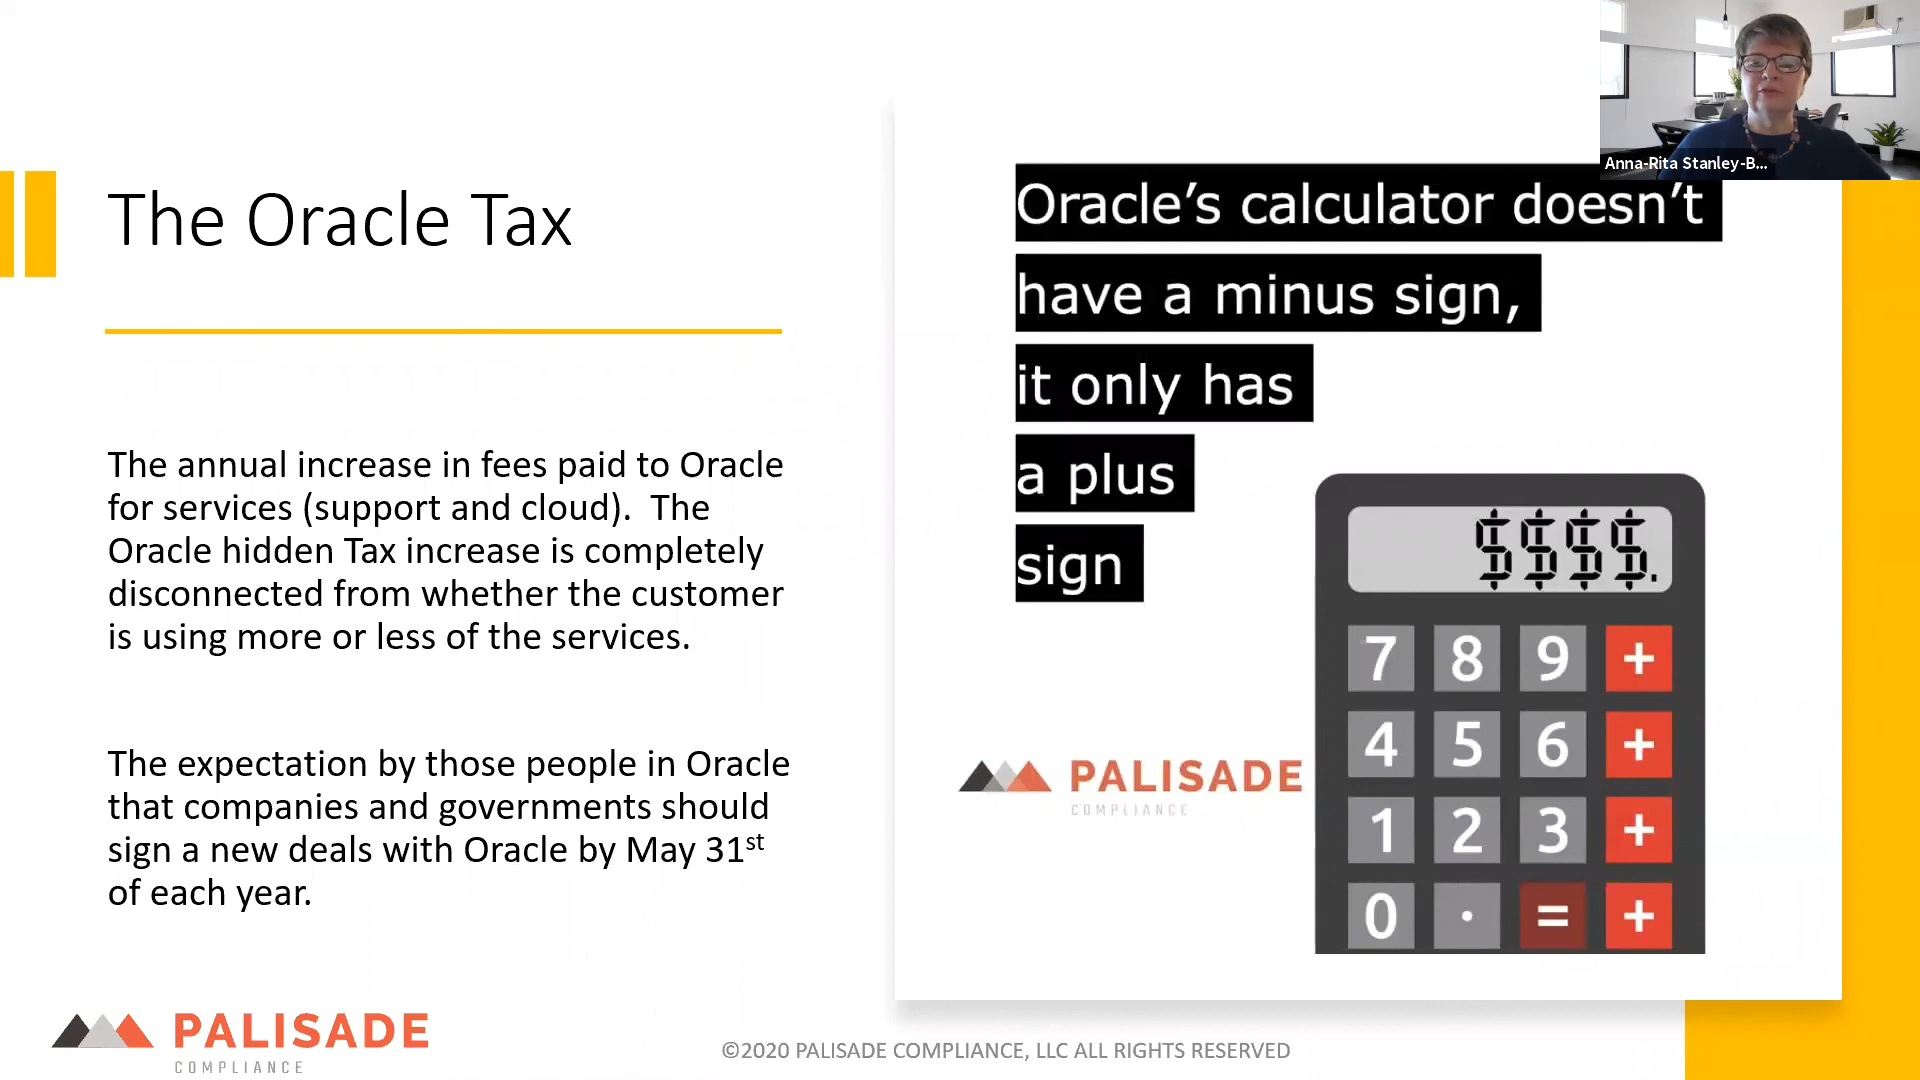 The Oracle Tax
The annual increase in fees paid to Oracle
for services (support and cloud).  The
Oracle hidden Tax increase is completely
disconnected from whether the customer
is using more or less of the services.
The expectation by those people in Oracle
that companies and governments should
sign a new deals with Oracle by May 31st
of each year.
PALISADE
COMPLIANCE
©2020 PALISADE COMPLIANCE, LLC ALL RIGHTS RESERVED
Oracle’s calculator doesn’t
have a minus sign,
it only has
a plus
sign
PALISADE
COMPLIANCE
$$$$.
7 8 9 +
4 5 6 +
1 2 3 +
0 · = +
Anna-Rita Stanley-B...